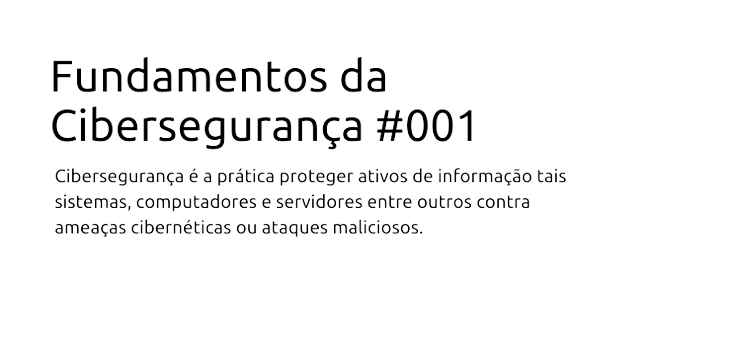 Fundamentos da
Cibersegurança #001
Cibersegurança é a prática proteger ativos de informação tais
sistemas, computadores e servidores entre outros contra
ameaças cibernéticas ou ataques maliciosos.